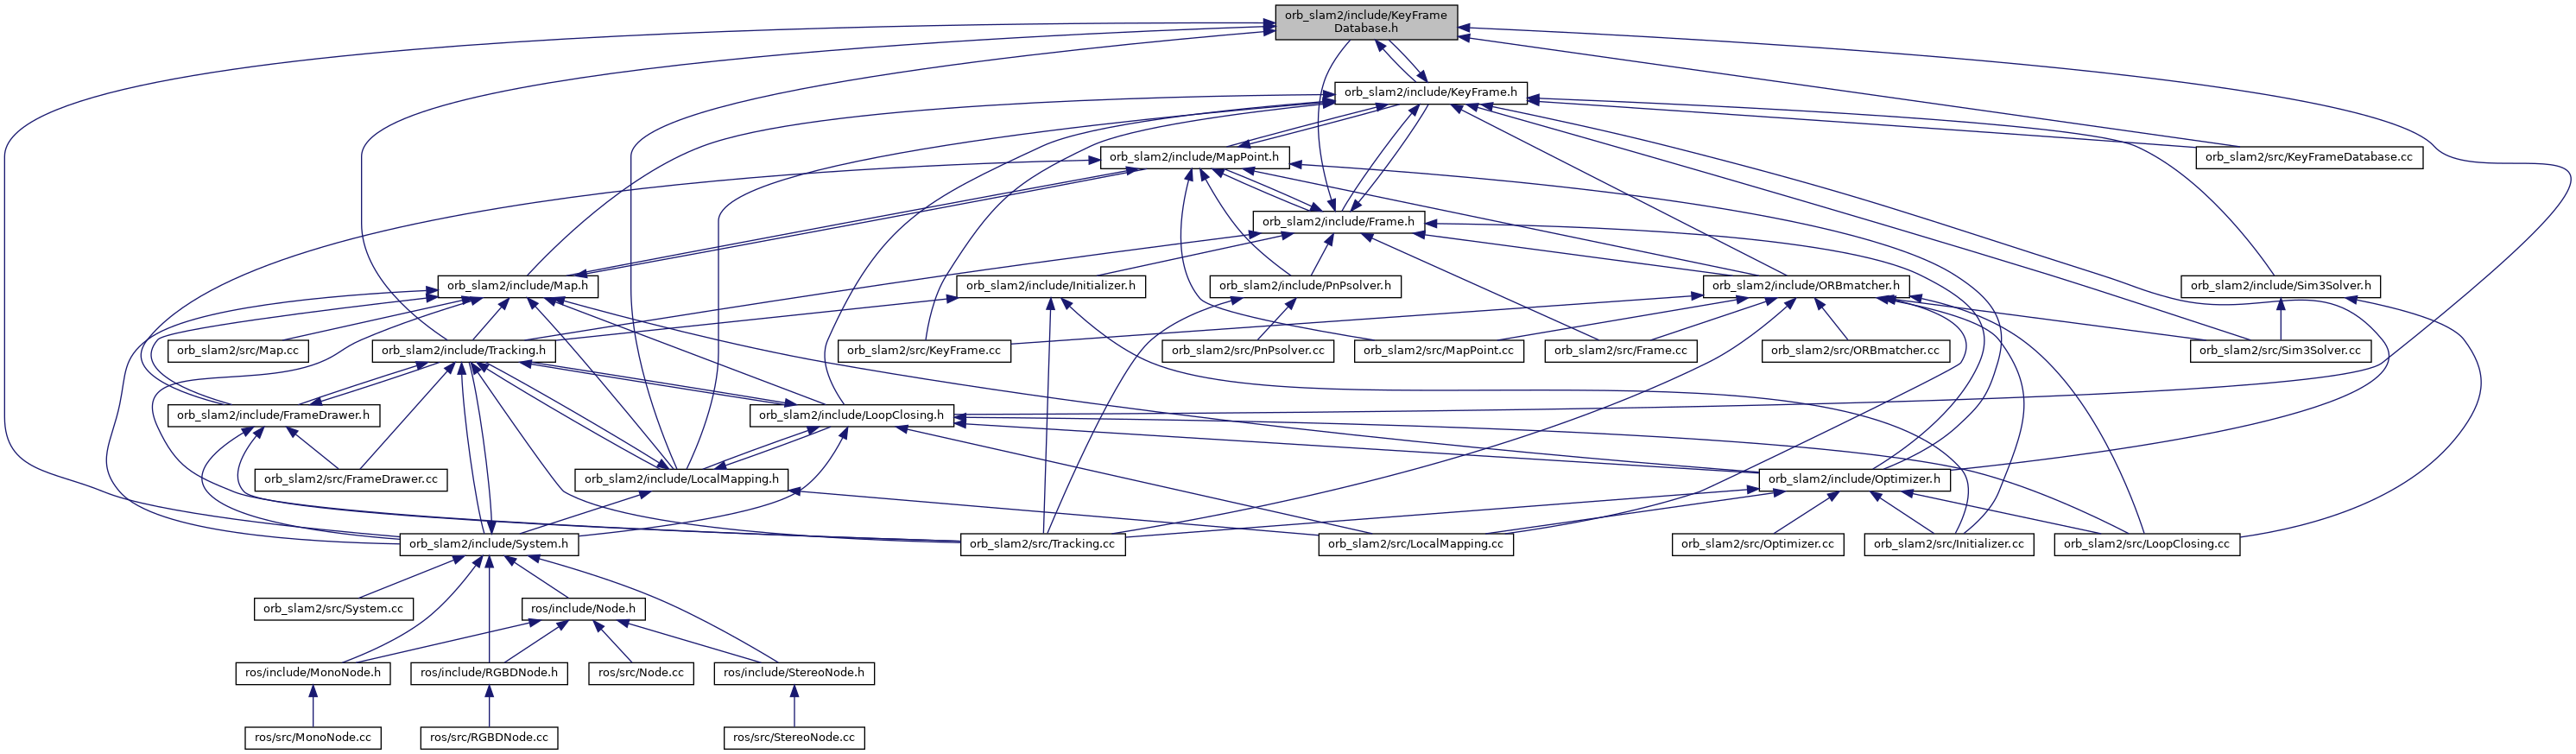 orb_slam2/include/KeyFrame
Database.h
orb_slam2/include/KeyFrame.h
orb_slam2/include/MapPoint.h
orb_slam2/src/KeyFrameDatabase.cc
orb_slam2/include/Frame.h
orb_slam2/include/Map.h
orb_slam2/include/Initializer.h
orb_slam2/include/PnPsolver.h
orb_slam2/include/ORBmatcher.h
orb_slam2/include/Sim3Solver.h
orb_slam2/src/Map.cc
orb_slam2/include/Tracking.h
orb_slam2/src/KeyFrame.cc
orb_slam2/src/PnPsolver.cc
orb_slam2/src/MapPoint.cc
orb_slam2/src/Frame.cc
orb_slam2/src/ORBmatcher.cc
orb_slam2/src/Sim3Solver.cc
orb_slam2/include/FrameDrawer.h
orb_slam2/include/LoopClosing.h
orb_slam2/src/FrameDrawer.cc
orb_slam2/include/LocalMapping.h
orb_slam2/include/Optimizer.h
orb_slam2/include/System.h
orb_slam2/src/Tracking.cc
orb_slam2/src/LocalMapping.cc
orb_slam2/src/Optimizer.cc
orb_slam2/src/Initializer.cc
orb_slam2/src/LoopClosing.cc
orb_slam2/src/System.cc
ros/include/Node.h
ros/include/MonoNode.h
ros/include/RGBDNode.h
ros/src/Node.cc
ros/include/StereoNode.h
ros/src/MonoNode.cc
ros/src/RGBDNode.cc
ros/src/StereoNode.cc